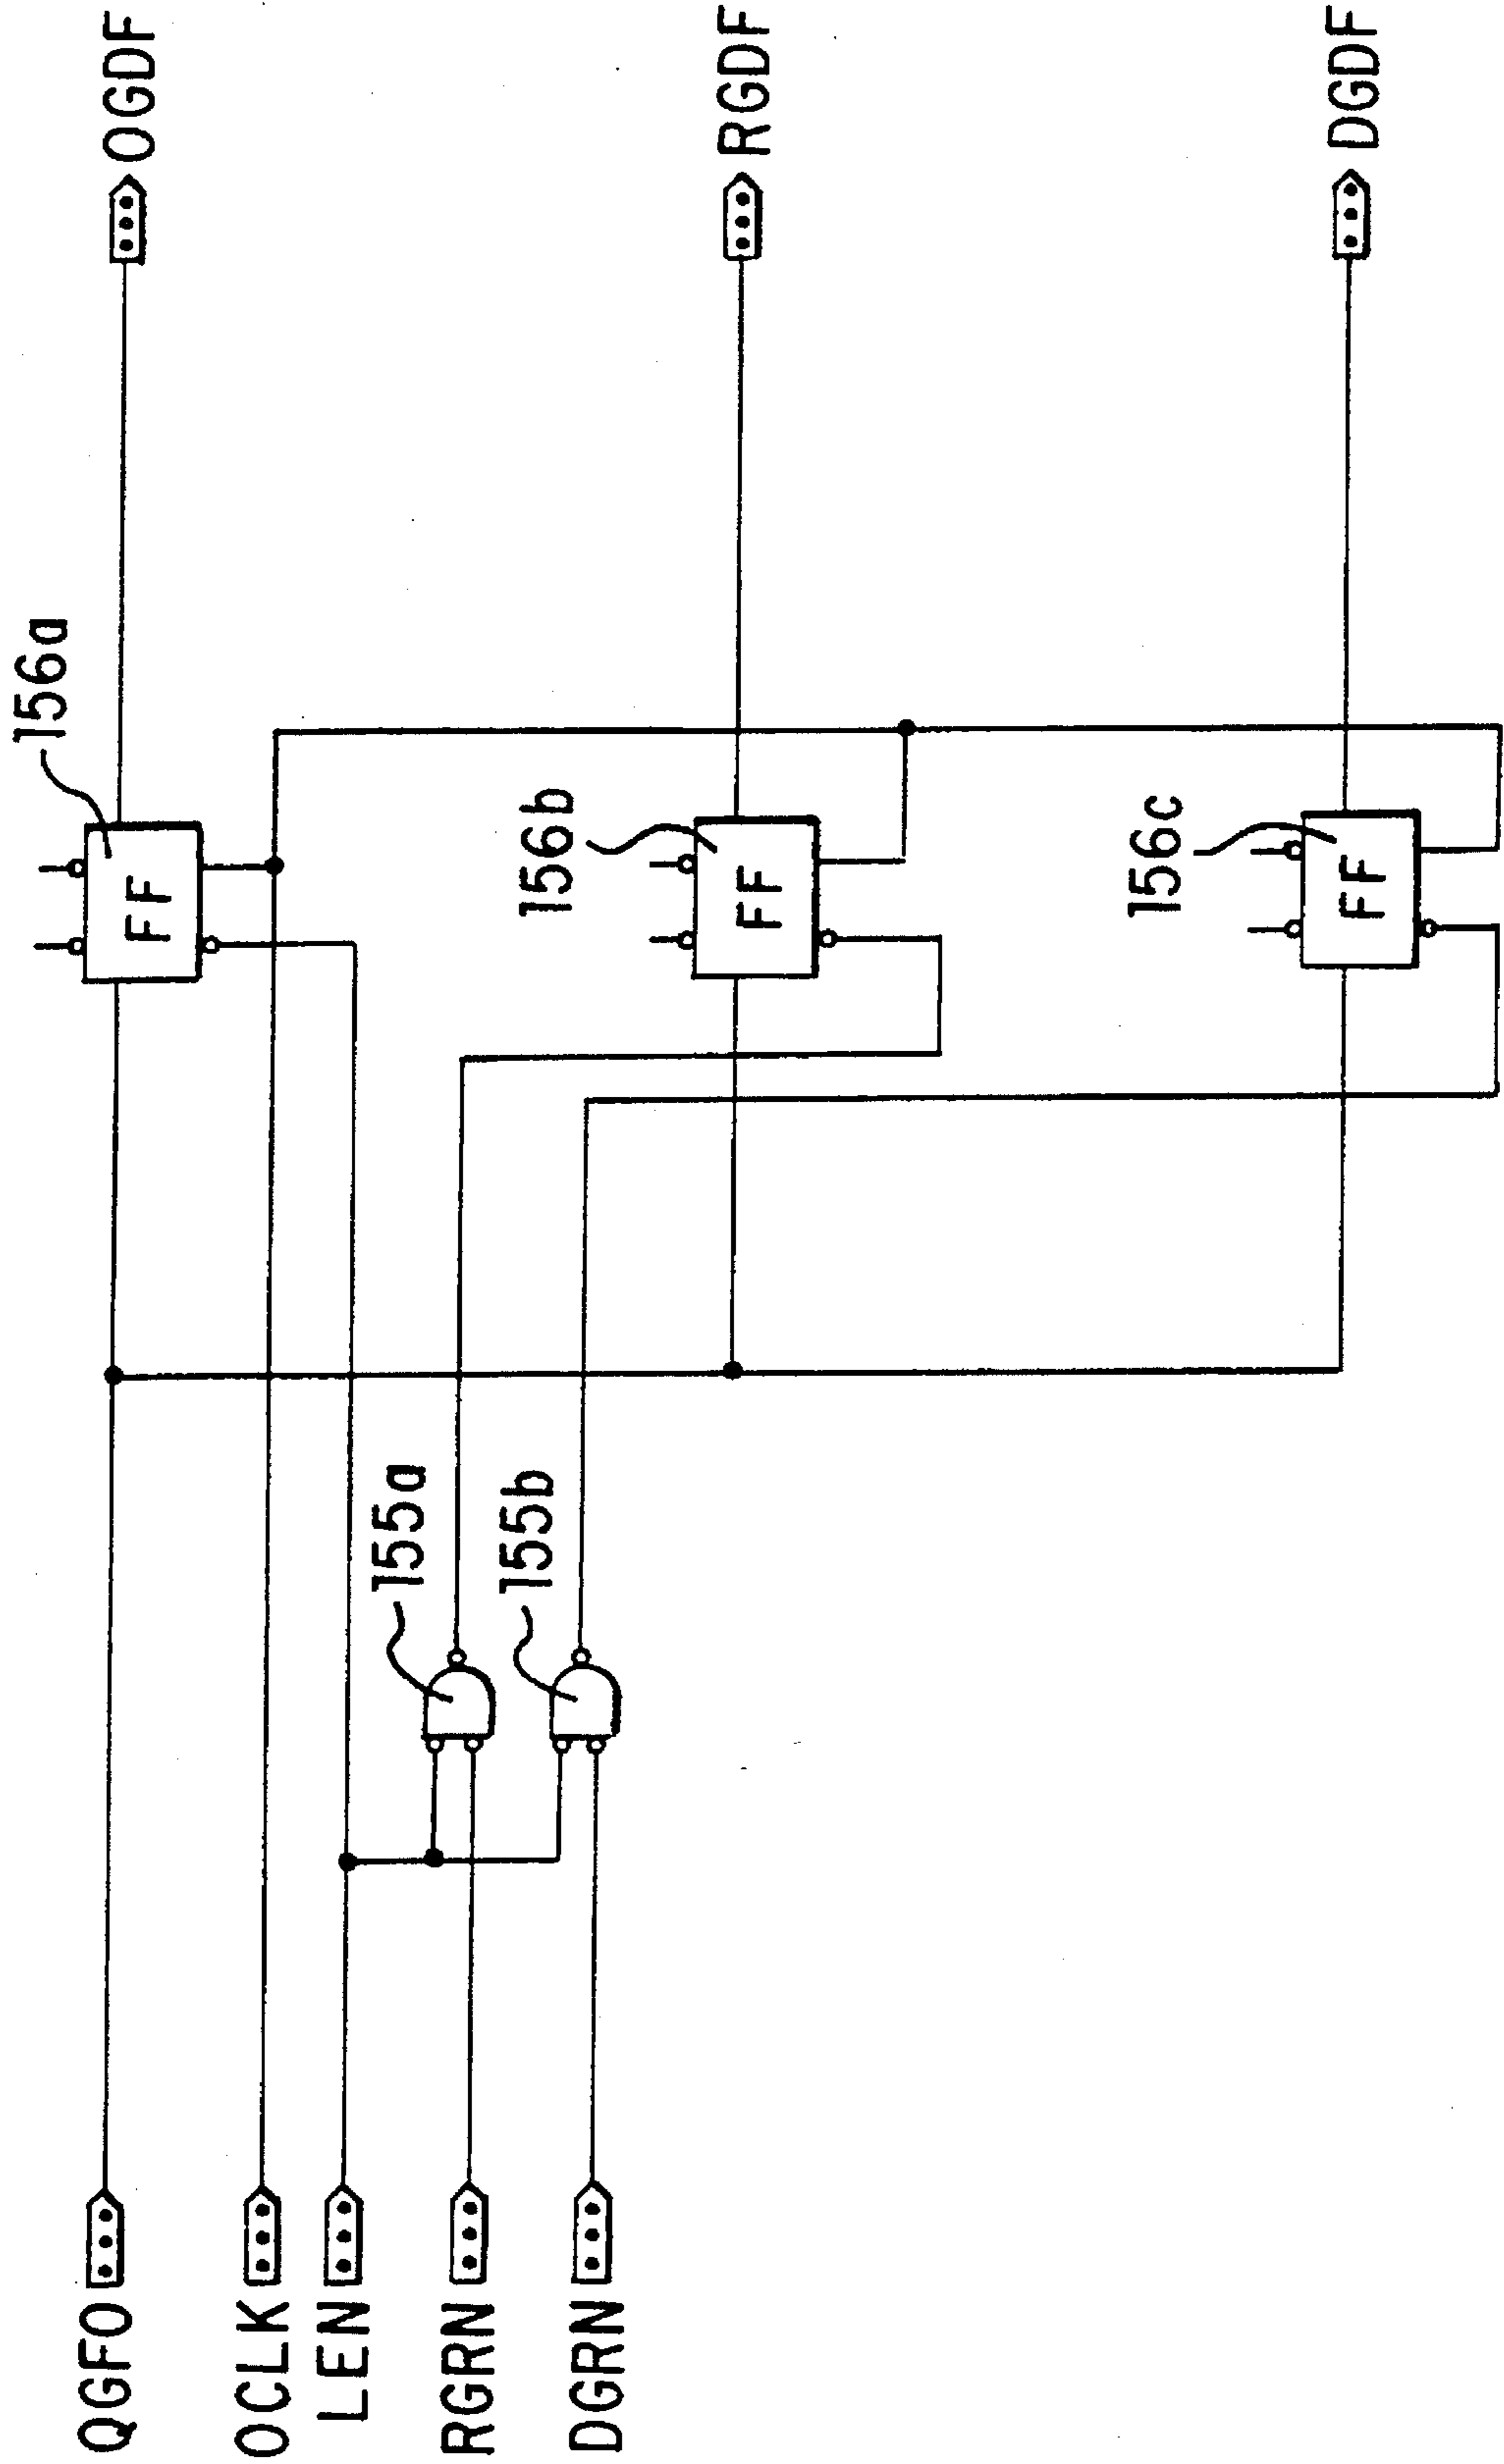 QGFO
OCLK
LEN
RGRN
DGRN
155a
155b
156a
FF
156b
FF
156c
FF
OGDF
RGDF
DGDF